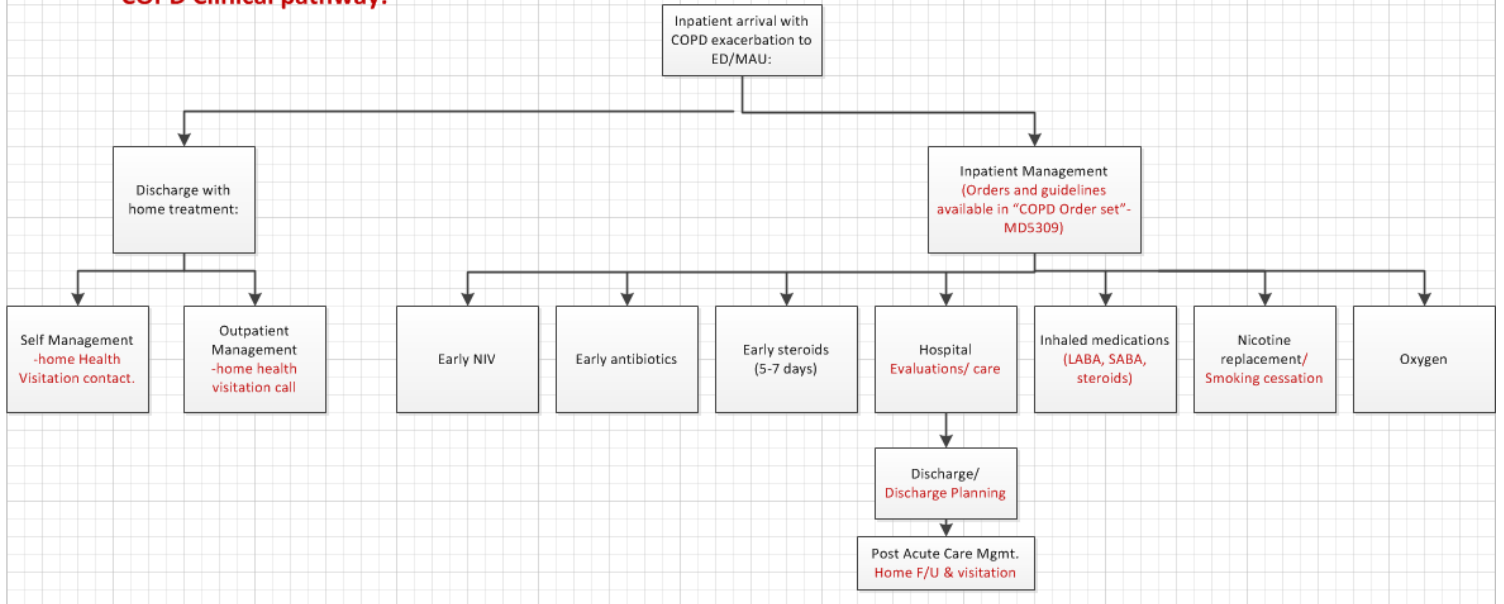 COPD Clinical pathway:
Inpatient arrival with
COPD exacerbation to
ED/MAU:
Discharge with
home treatment:
Inpatient Management
(Orders and guidelines
available in “COPD Order set”-
MD5309)
Self Management
-home Health
Visitation contact.
Outpatient
Management
-home health
visitation call
Early NIV
Early antibiotics
Early steroids
(5-7 days)
Hospital
Evaluations/ care
Inhaled medications
(LABA, SABA,
steroids)
Nicotine
replacement/
Smoking cessation
Oxygen
Discharge/
Discharge Planning
Post Acute Care Mgmt.
Home F/U & visitation